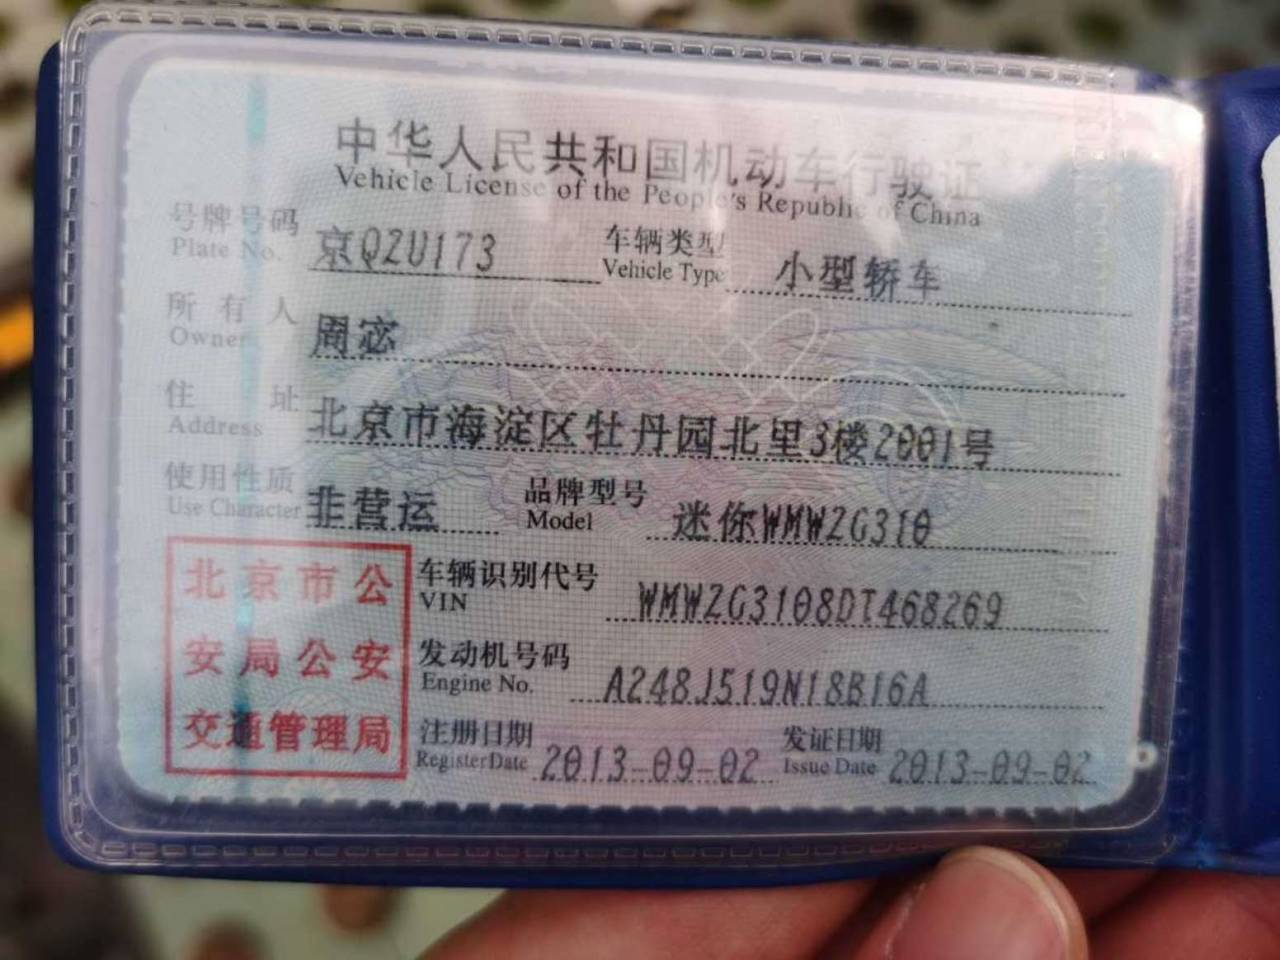 中华人民共和国机动车行驶证
Vehicle License of the People's Republic of China
号牌号码 京QZU173 车辆类型 小型轿车
Plate No. Vehicle Type
所有人 周宓
Owner
住址 北京市海淀区牡丹园北里3楼2001号
Address
使用性质 非营运 品牌型号 迷你WMWZG310
Use Character Model
北京市公
安局公安
交通管理局
车辆识别代号 WMWZG3108DT468269
VIN
发动机号码 A248J519N18B16A
Engine No.
注册日期 2013-09-02 发证日期 2013-09-02
Register Date Issue Date